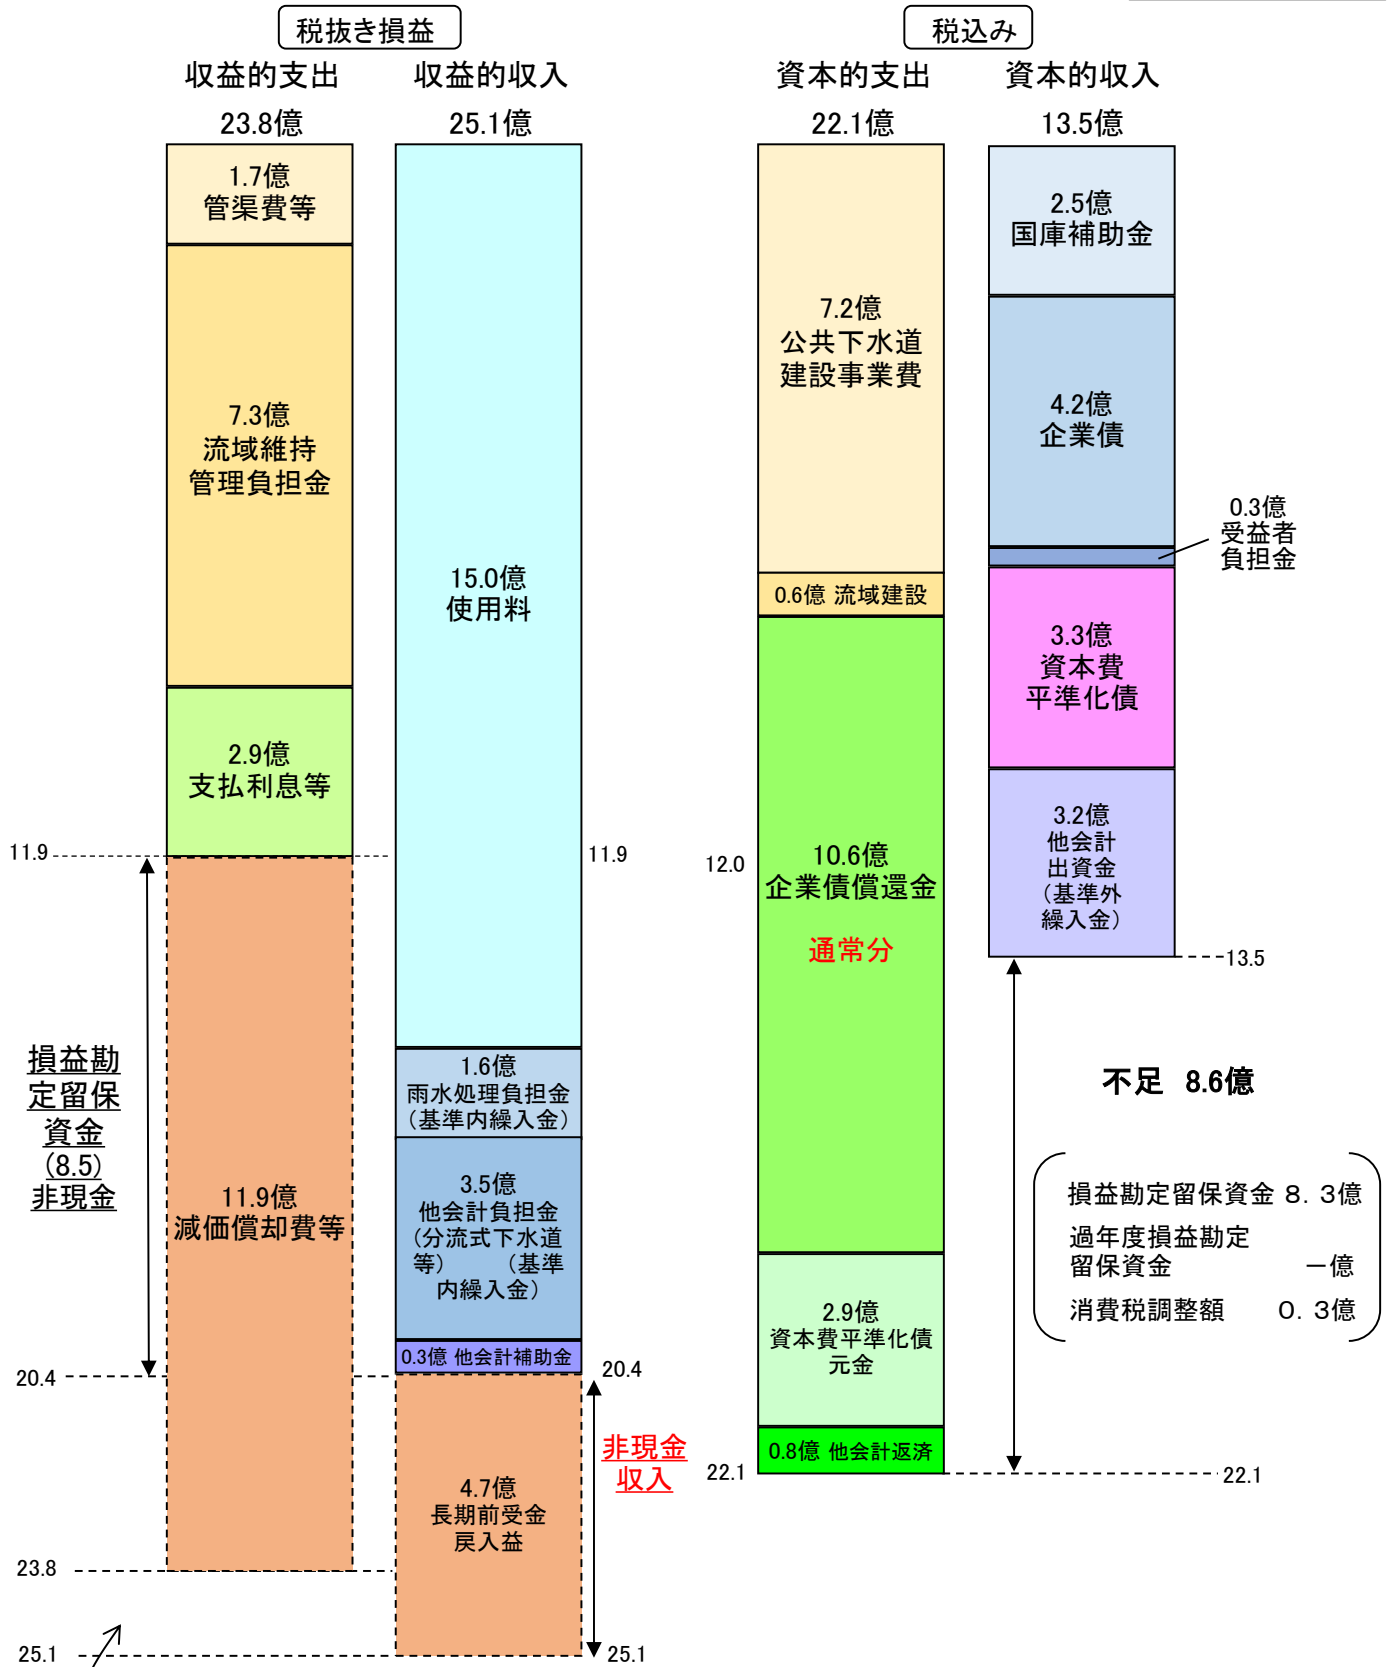 税抜き損益
税込み
収益的支出
収益的収入
資本的支出
資本的収入
23.8億
25.1億
22.1億
13.5億
1.7億
管渠費等
7.3億
流域維持
管理負担金
2.9億
支払利息等
11.9億
減価償却費等
15.0億
使用料
1.6億
雨水処理負担金
(基準内繰入金)
3.5億
他会計負担金
(分流式下水道
等) (基準
内繰入金)
0.3億 他会計補助金
4.7億
長期前受金
戻入益
11.9
11.9
損益勘
定留保
資金
(8.5)
非現金
20.4
20.4
非現金
収入
23.8
25.1
25.1
7.2億
公共下水道
建設事業費
0.6億 流域建設
10.6億
企業債償還金
通常分
2.9億
資本費平準化債
元金
0.8億 他会計返済
12.0
22.1
2.5億
国庫補助金
4.2億
企業債
0.3億
受益者
負担金
3.3億
資本費
平準化債
3.2億
他会計
出資金
(基準外
繰入金)
13.5
不足 8.6億
損益勘定留保資金 8.3億
過年度損益勘定
留保資金 －億
消費税調整額 0.3億
22.1